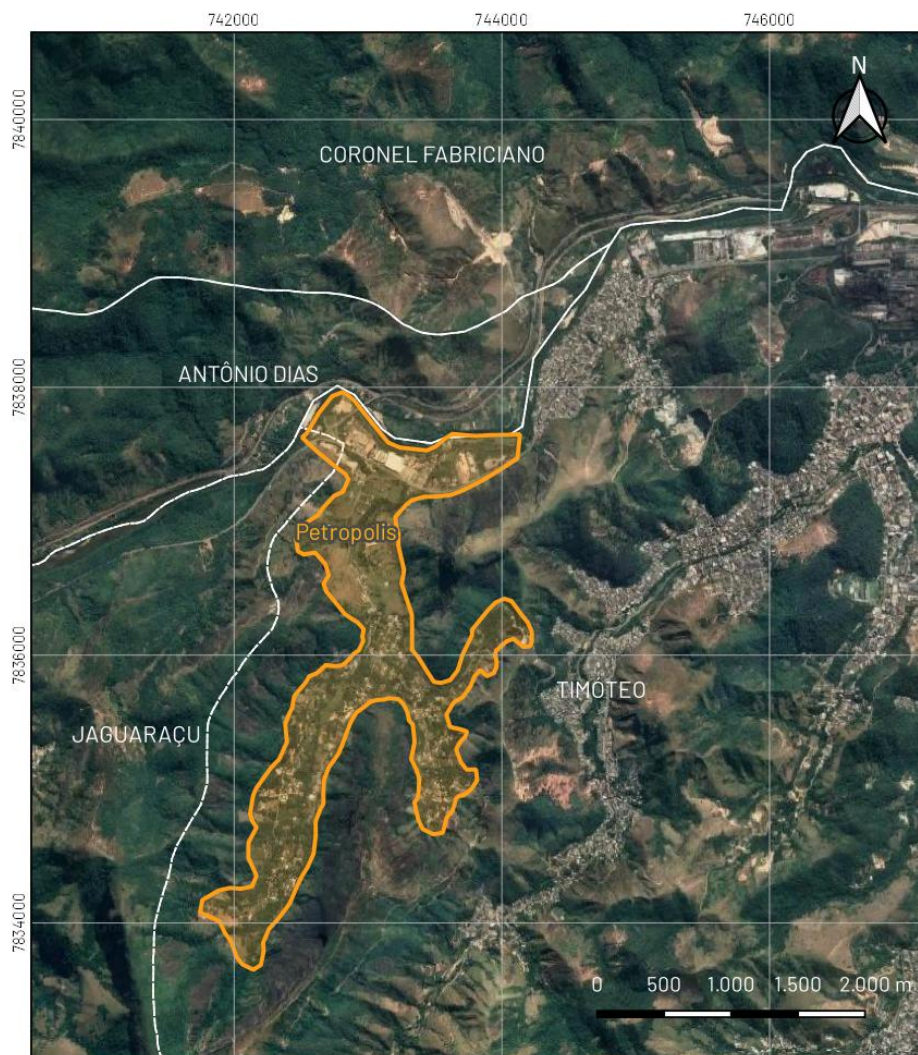 742000
744000
746000
N
7840000
CORONEL FABRICIANO
7838000
ANTÔNIO DIAS
Petropolis
7836000
TIMOTEO
JAGUARAÇU
7834000
0 500 1.000 1.500 2.000 m